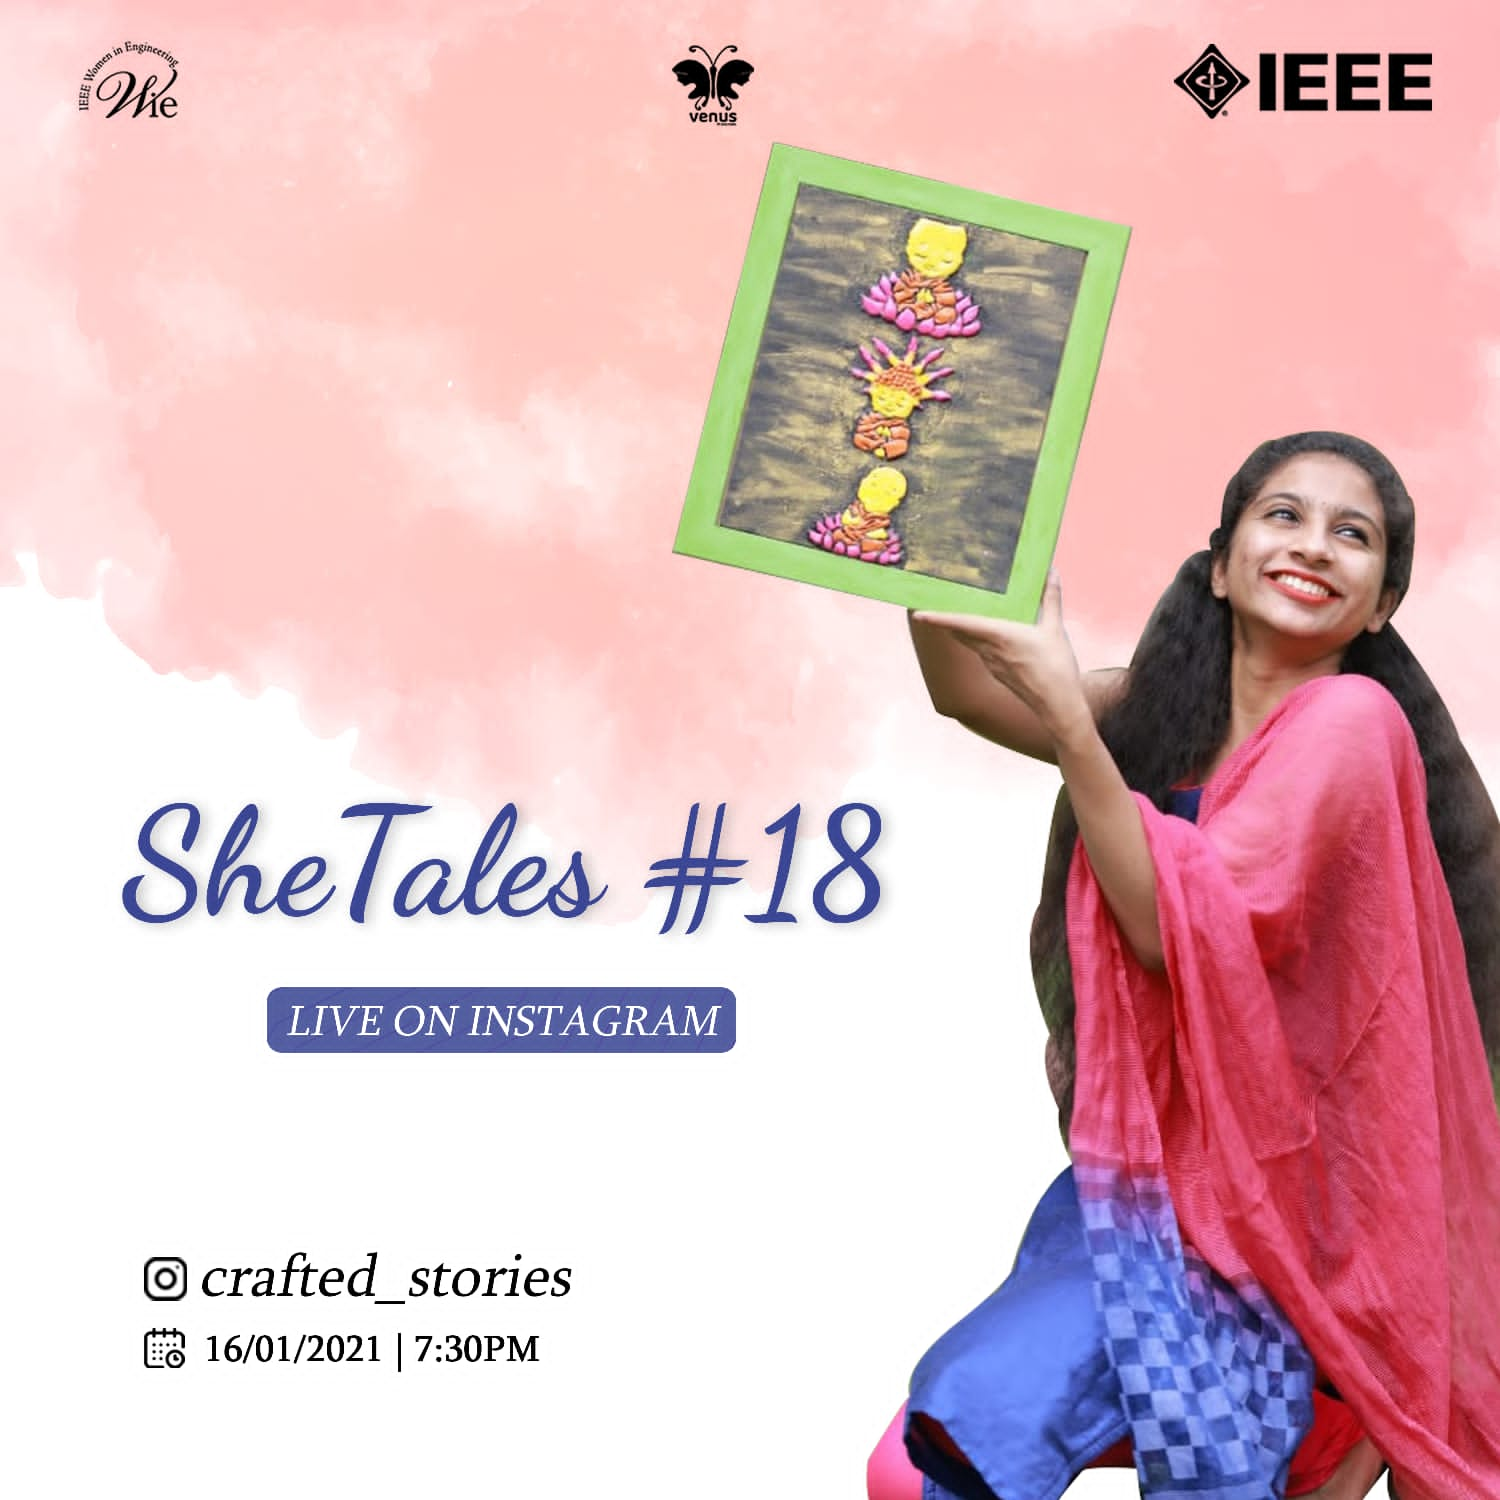 IEEE Women in Engineering
Wie
venus
IEEE
SheTales #18
LIVE ON INSTAGRAM
crafted_stories
16/01/2021 | 7:30PM